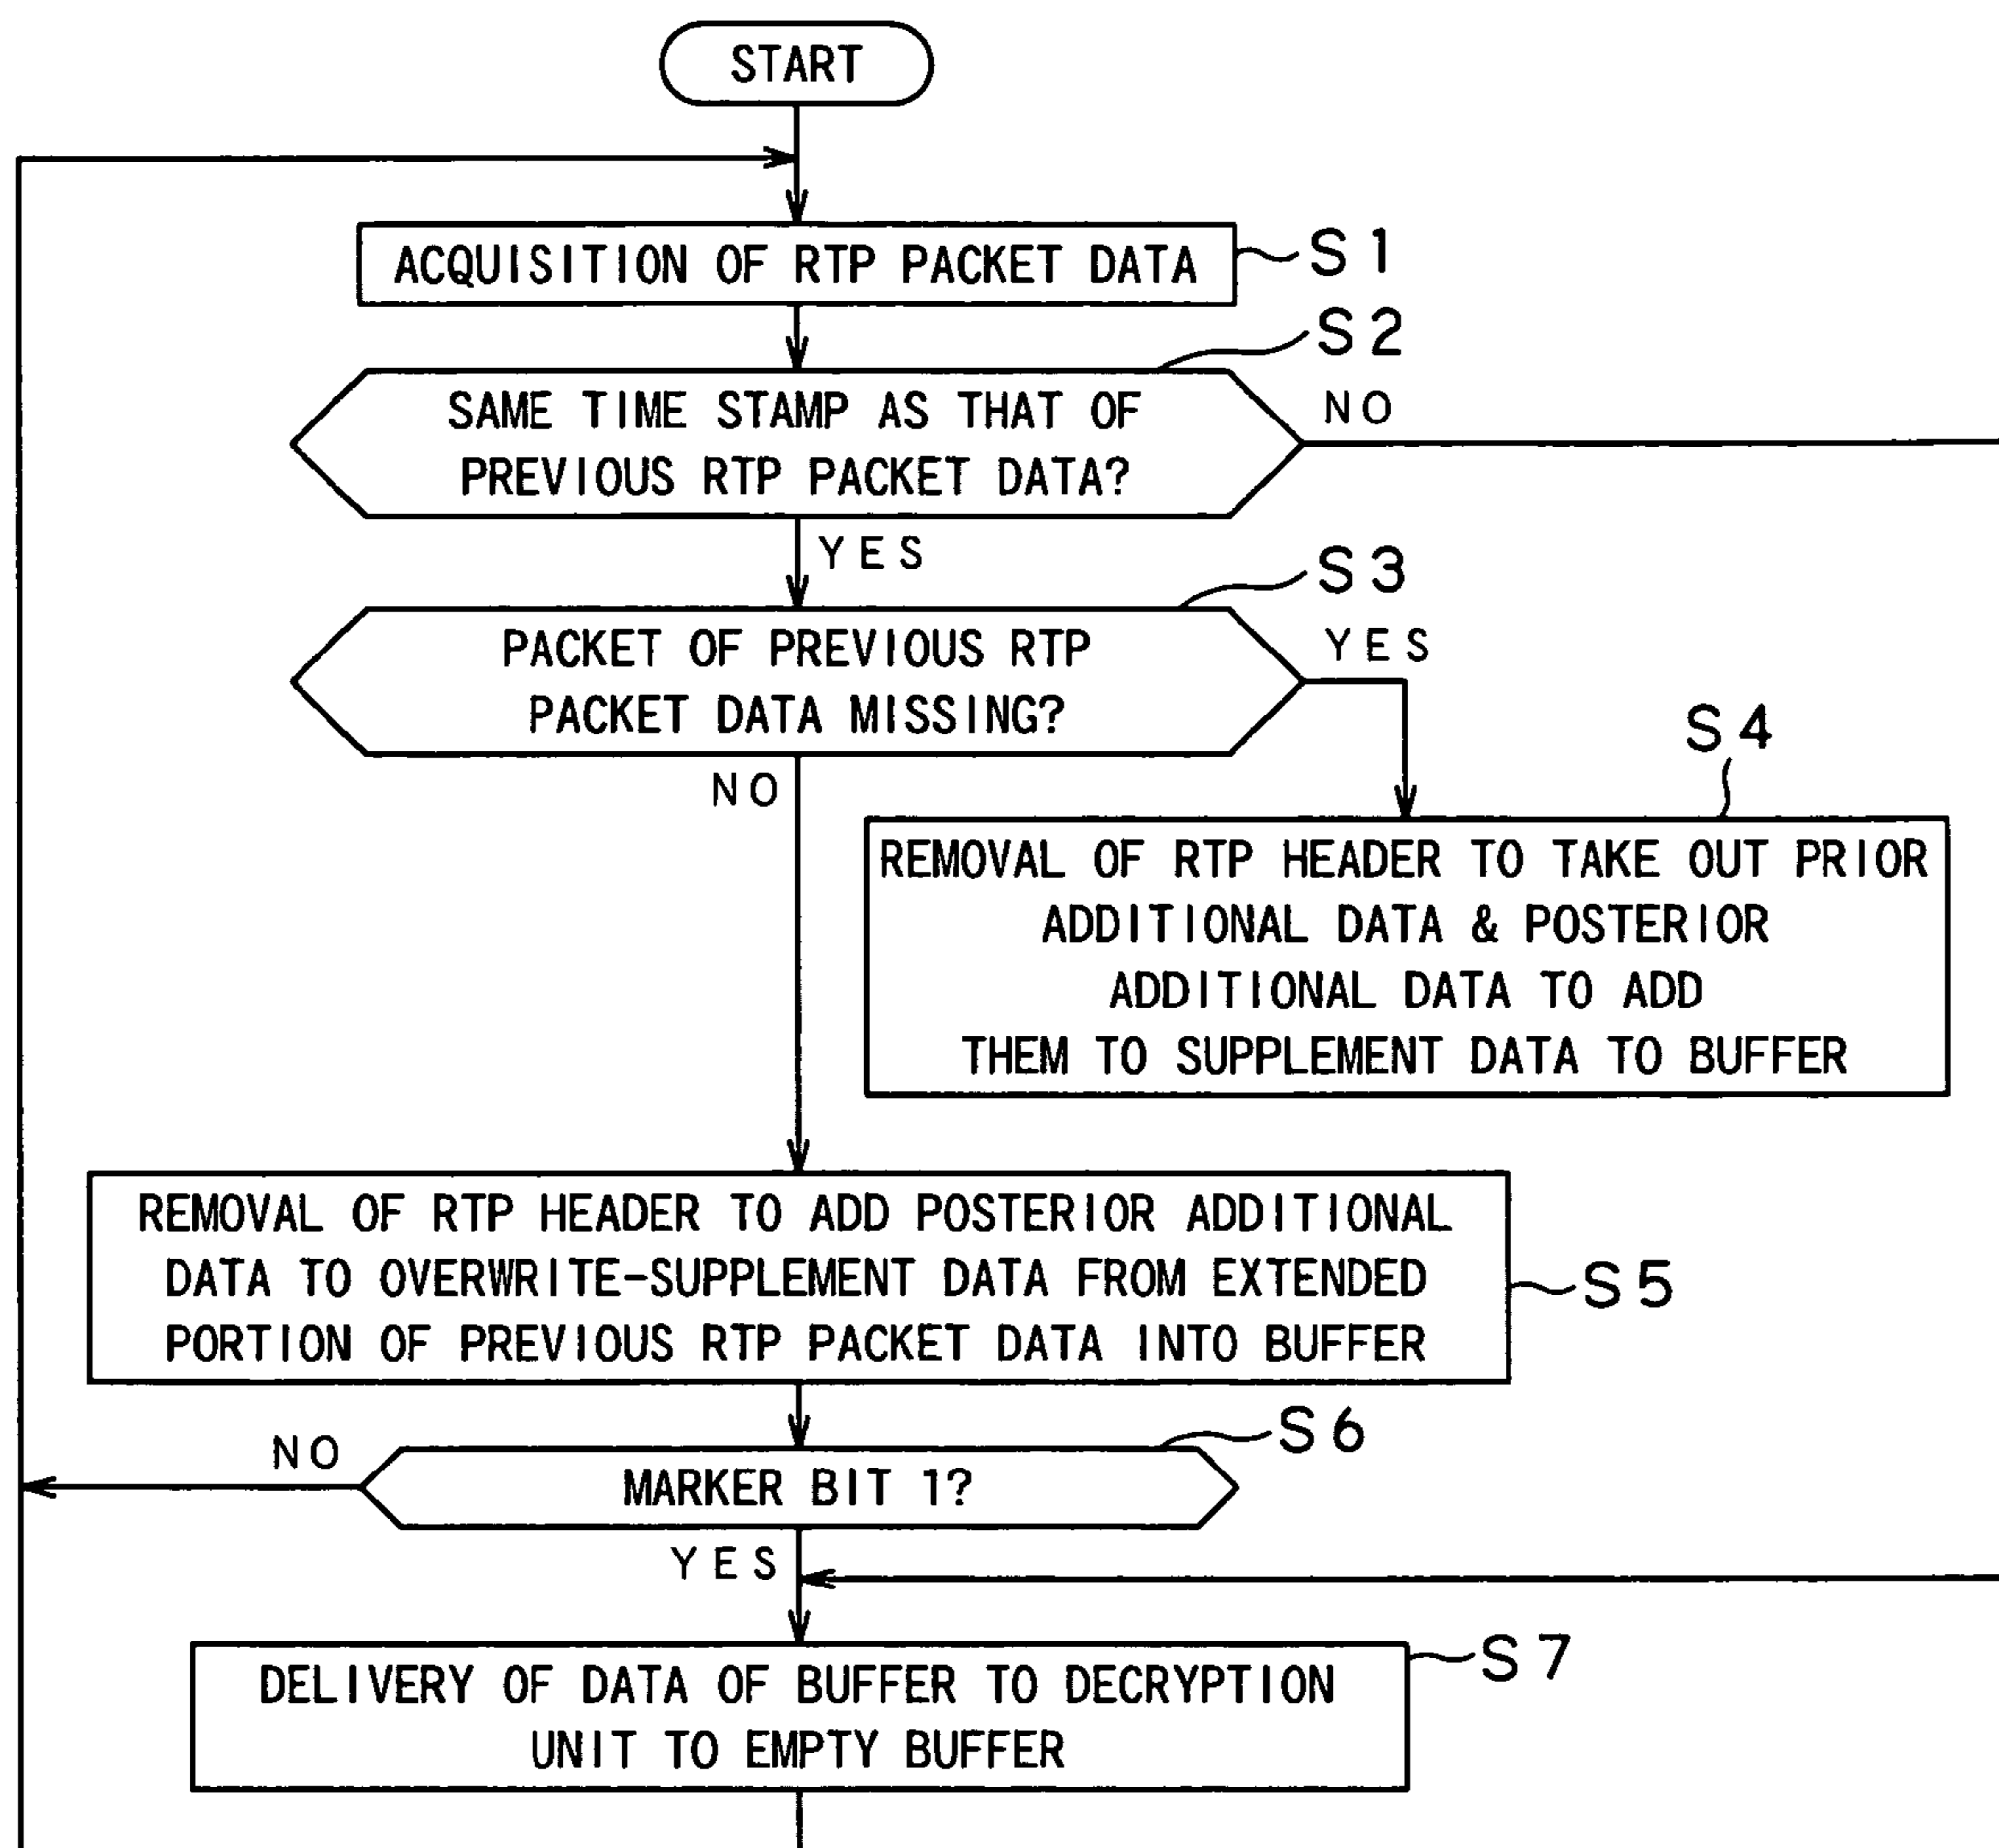 START
ACQUISITION OF RTP PACKET DATA
S1
S2
SAME TIME STAMP AS THAT OF
PREVIOUS RTP PACKET DATA?
NO
YES
S3
PACKET OF PREVIOUS RTP
PACKET DATA MISSING?
YES
NO
S4
REMOVAL OF RTP HEADER TO TAKE OUT PRIOR
ADDITIONAL DATA & POSTERIOR
ADDITIONAL DATA TO ADD
THEM TO SUPPLEMENT DATA TO BUFFER
REMOVAL OF RTP HEADER TO ADD POSTERIOR ADDITIONAL
DATA TO OVERWRITE-SUPPLEMENT DATA FROM EXTENDED
PORTION OF PREVIOUS RTP PACKET DATA INTO BUFFER
S5
S6
NO
MARKER BIT 1?
YES
DELIVERY OF DATA OF BUFFER TO DECRYPTION
UNIT TO EMPTY BUFFER
S7